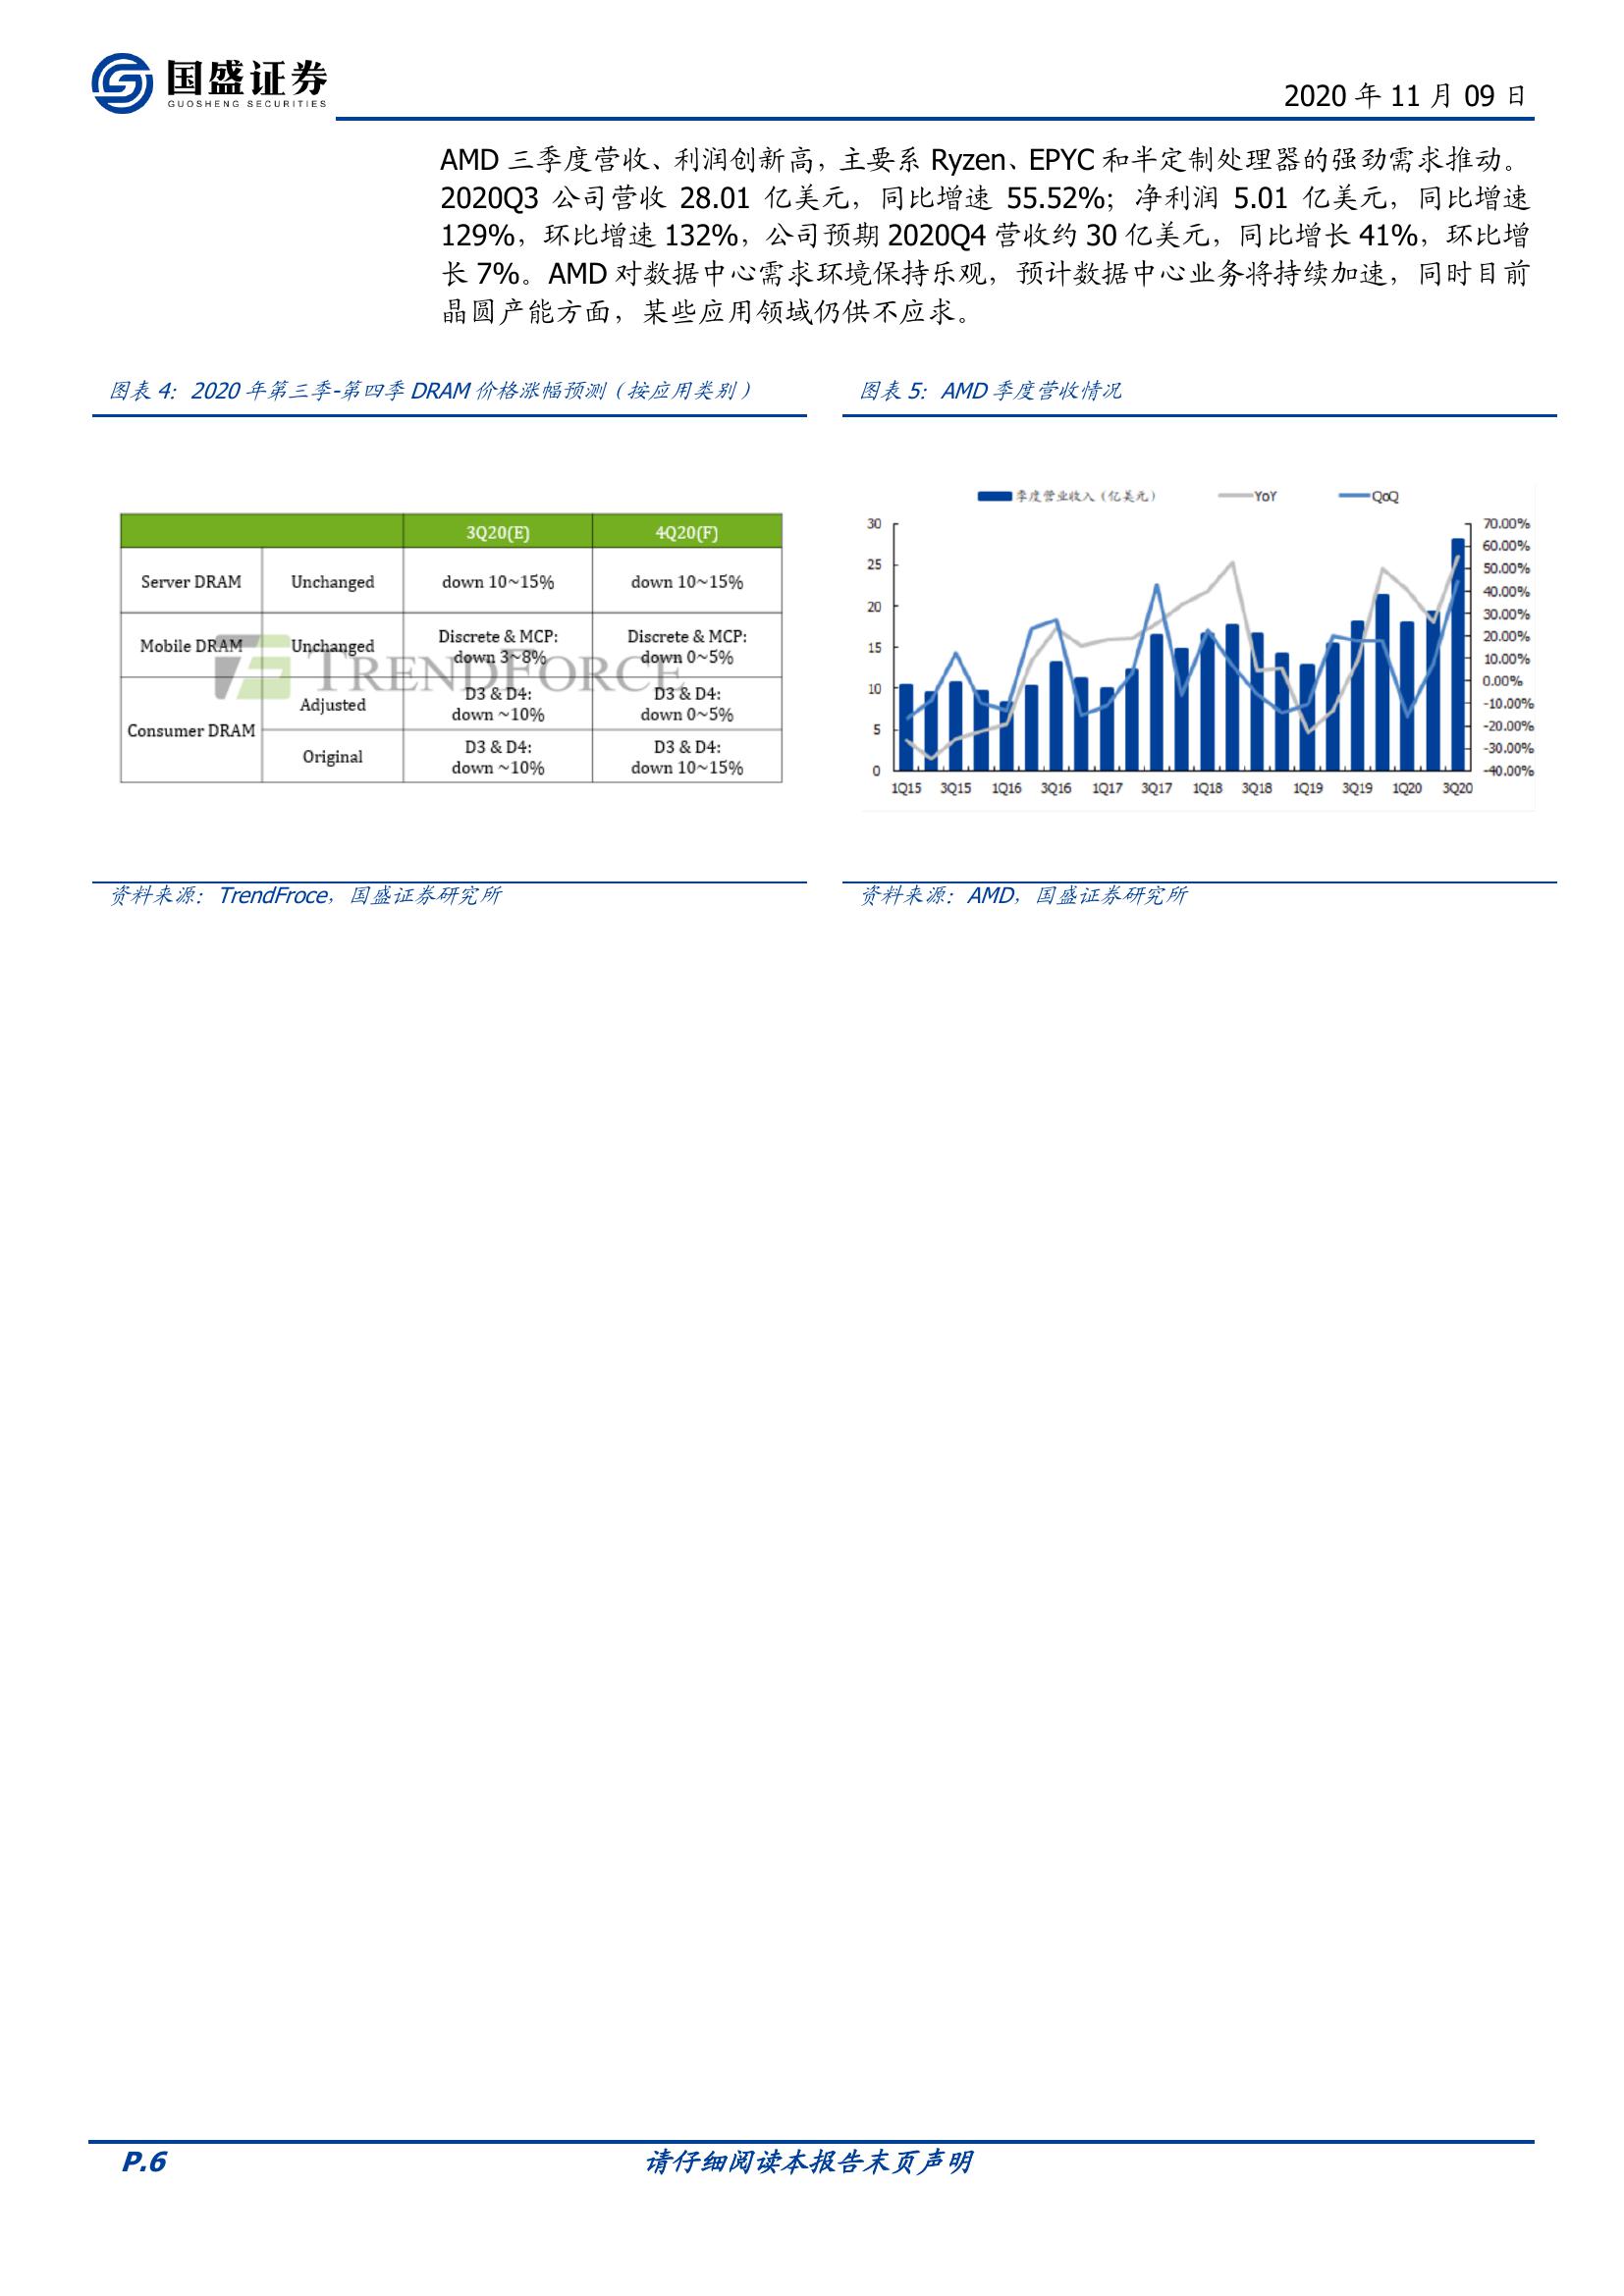 国盛证券
GUOSHENG SECURITIES
2020 年 11 月 09 日
AMD 三季度营收、利润创新高，主要系 Ryzen、EPYC 和半定制处理器的强劲需求推动。
2020Q3 公司营收 28.01 亿美元，同比增速 55.52%；净利润 5.01 亿美元，同比增速
129%，环比增速 132%，公司预期 2020Q4 营收约 30 亿美元，同比增长 41%，环比增
长 7%。AMD 对数据中心需求环境保持乐观，预计数据中心业务将持续加速，同时目前
晶圆产能方面，某些应用领域仍供不应求。
图表 4：2020 年第三季-第四季 DRAM 价格涨幅预测（按应用类别）
3Q20(E) 4Q20(F)
Server DRAM Unchanged down 10~15% down 10~15%
Mobile DRAM Unchanged Discrete & MCP: Discrete & MCP:
down 3~8% down 0~5%
TRENDFORCE
Consumer DRAM
Adjusted D3 & D4: D3 & D4:
down ~10% down 0~5%
Original D3 & D4: D3 & D4:
down ~10% down 10~15%
资料来源：TrendFroce，国盛证券研究所
图表 5：AMD 季度营收情况
季度营业收入（亿美元） YoY QoQ
30 70.00%
60.00%
25 50.00%
40.00%
20 30.00%
20.00%
15 10.00%
10 0.00%
-10.00%
5 -20.00%
-30.00%
0 -40.00%
1Q15 3Q15 1Q16 3Q16 1Q17 3Q17 1Q18 3Q18 1Q19 3Q19 1Q20 3Q20
资料来源：AMD，国盛证券研究所
P.6 请仔细阅读本报告末页声明